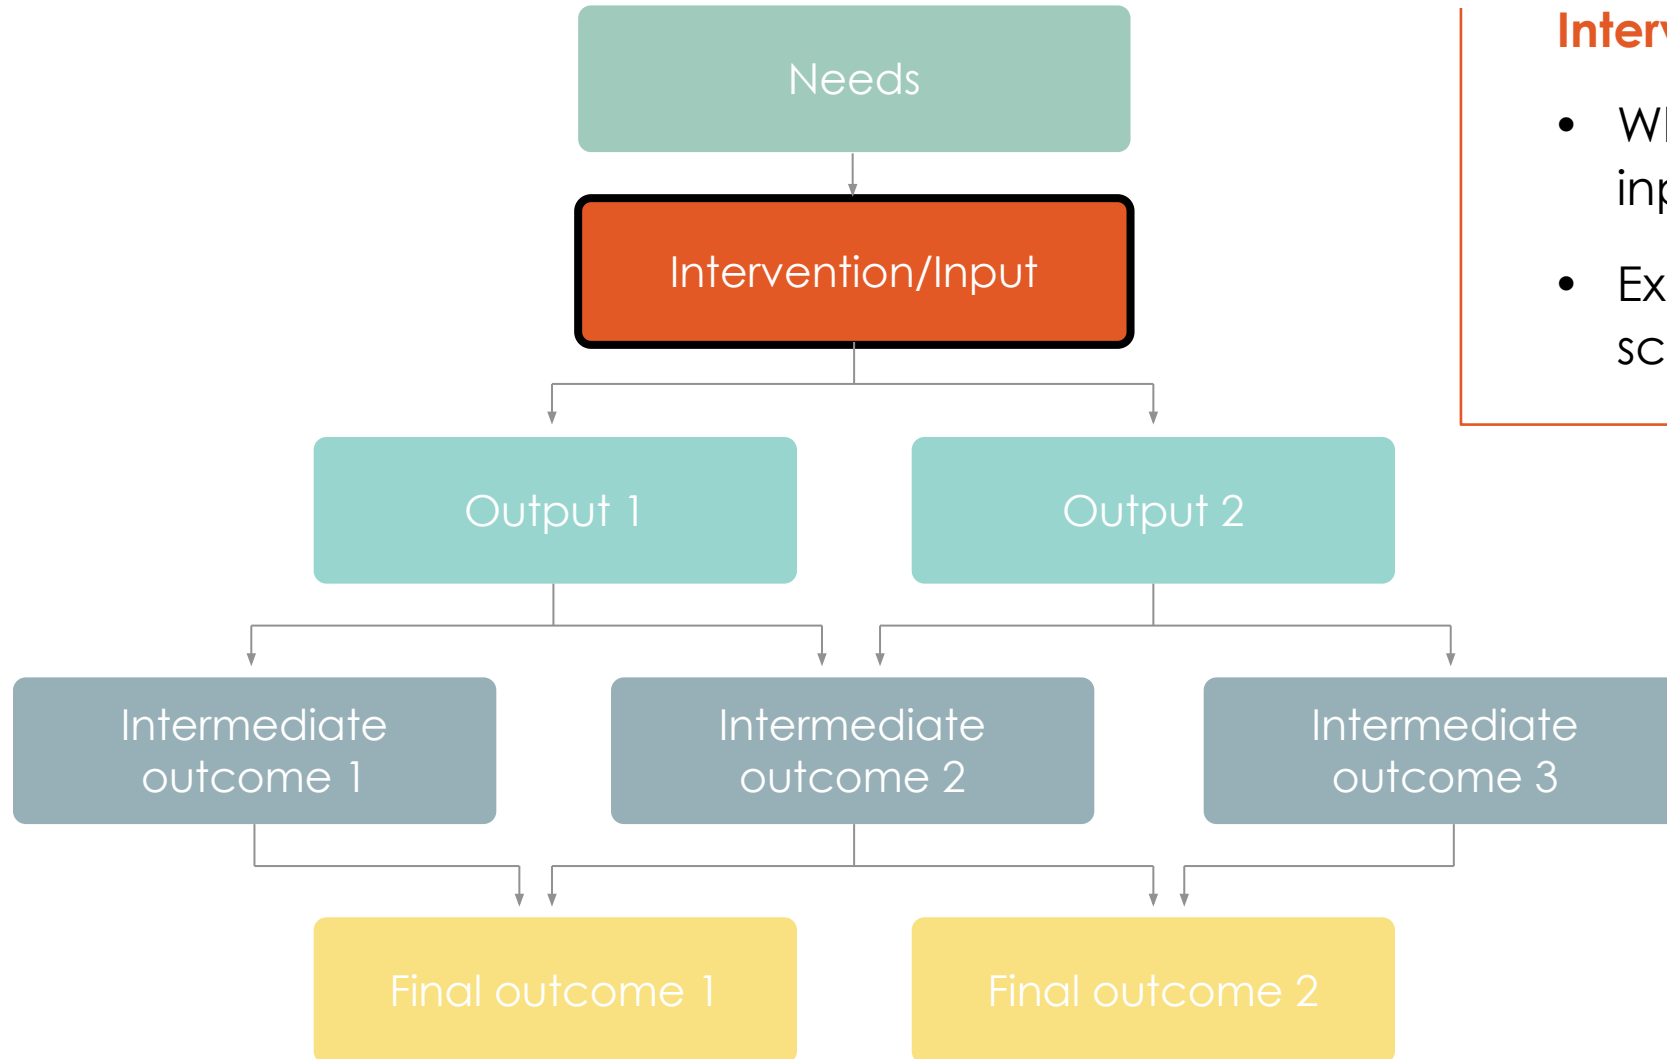 Needs
Intervention/Input
Output 1
Output 2
Intermediate
outcome 1
Intermediate
outcome 2
Intermediate
outcome 3
Final outcome 1
Final outcome 2